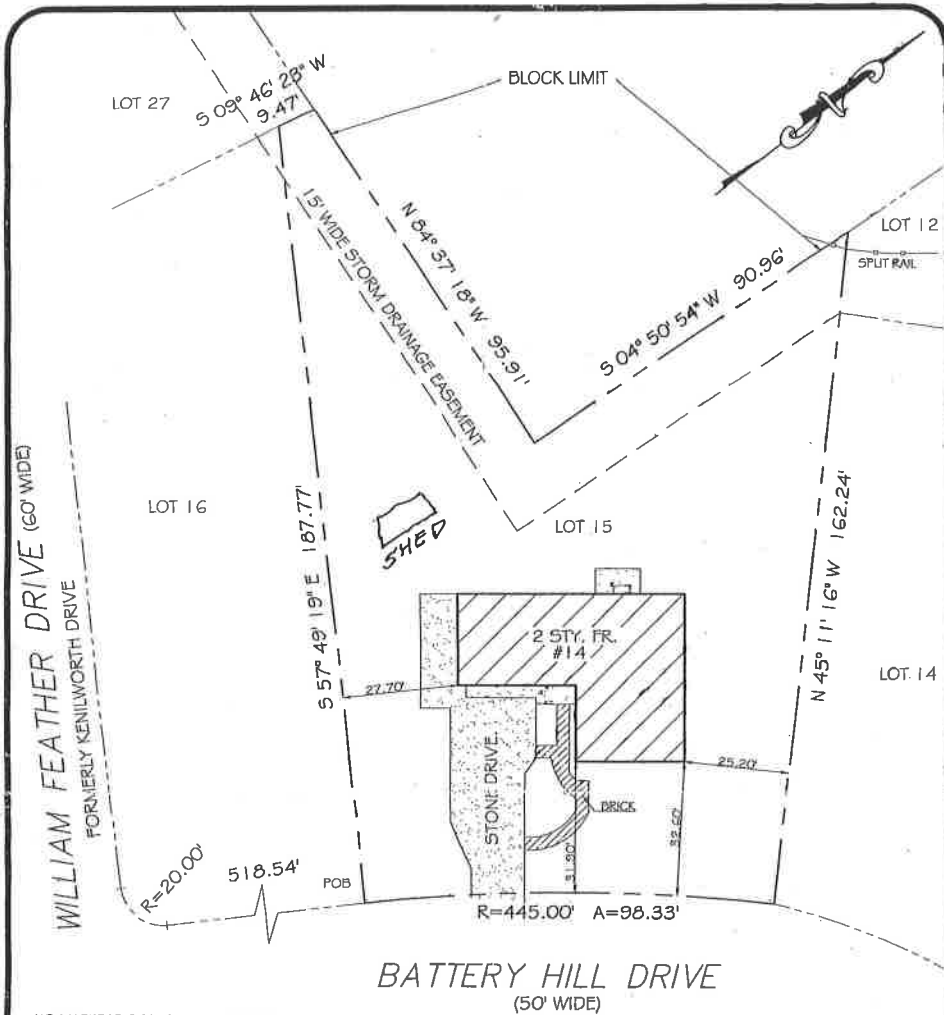 LOT 27
S 09° 46' 28" W
9.47'
BLOCK LIMIT
N
LOT 12
SPLIT RAIL
15' WIDE STORM DRAINAGE EASEMENT
N 84° 37' 18" W 95.91'
S 04° 50' 54" W 90.96'
WILLIAM FEATHER DRIVE (60' WIDE)
FORMERLY KENILWORTH DRIVE
LOT 16
S 57° 49' 19" E 187.77'
SHED
LOT 15
N 45° 11' 16" W 162.24'
2 STY. FR.
#14
LOT 14
27.70'
STONE DRIVE.
25.20'
BRICK
31.90'
32.60'
R=20.00'
518.54'
POB
R=445.00' A=98.33'
BATTERY HILL DRIVE
(50' WIDE)